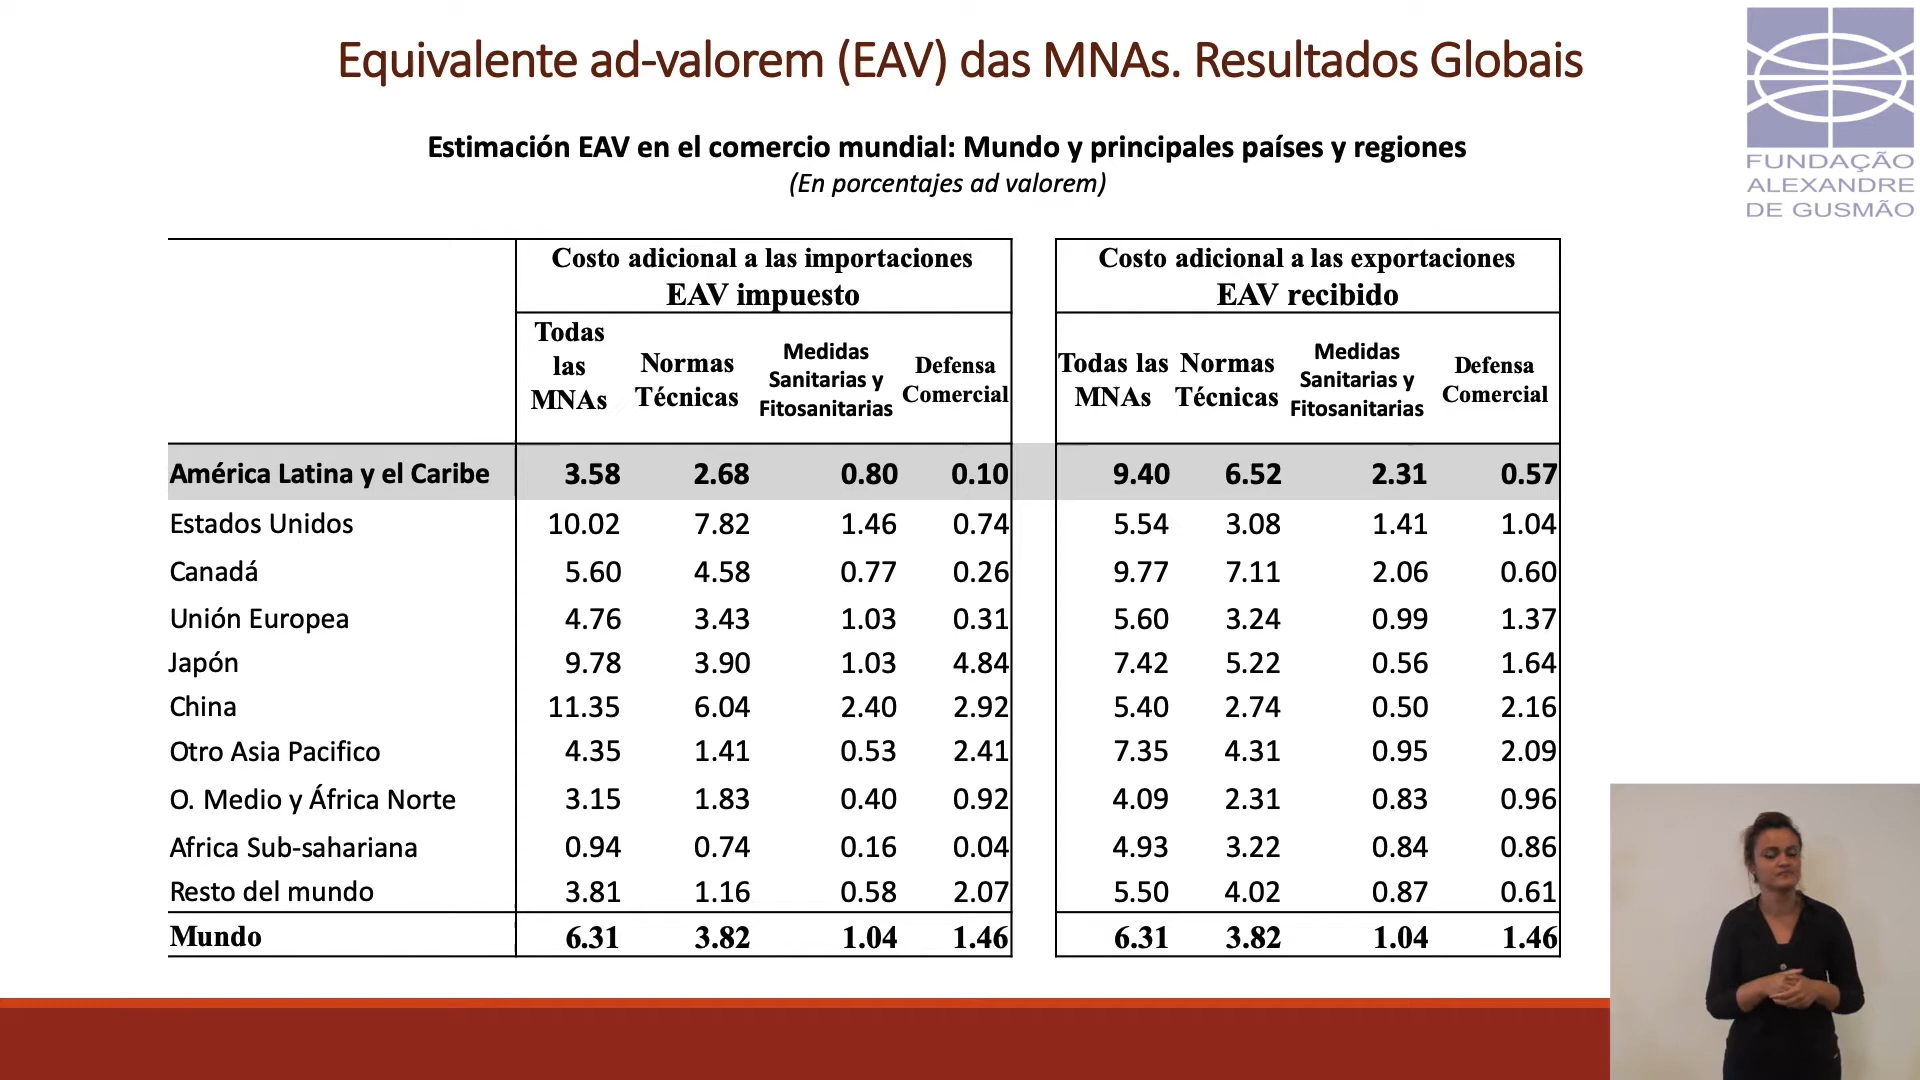 Equivalente ad-valorem (EAV) das MNAs. Resultados Globais
FUNDAÇÃO
ALEXANDRE
DE GUSMÃO
Estimación EAV en el comercio mundial: Mundo y principales países y regiones
(En porcentajes ad valorem)
Costo adicional a las importaciones
EAV impuesto
Costo adicional a las exportaciones
EAV recibido
Todas
las
MNAs
Normas
Técnicas
Medidas
Sanitarias y
Fitosanitarias
Defensa
Comercial
Todas las
MNAs
Normas
Técnicas
Medidas
Sanitarias y
Fitosanitarias
Defensa
Comercial
América Latina y el Caribe 3.58 2.68 0.80 0.10 9.40 6.52 2.31 0.57
Estados Unidos 10.02 7.82 1.46 0.74 5.54 3.08 1.41 1.04
Canadá 5.60 4.58 0.77 0.26 9.77 7.11 2.06 0.60
Unión Europea 4.76 3.43 1.03 0.31 5.60 3.24 0.99 1.37
Japón 9.78 3.90 1.03 4.84 7.42 5.22 0.56 1.64
China 11.35 6.04 2.40 2.92 5.40 2.74 0.50 2.16
Otro Asia Pacifico 4.35 1.41 0.53 2.41 7.35 4.31 0.95 2.09
O. Medio y África Norte 3.15 1.83 0.40 0.92 4.09 2.31 0.83 0.96
Africa Sub-sahariana 0.94 0.74 0.16 0.04 4.93 3.22 0.84 0.86
Resto del mundo 3.81 1.16 0.58 2.07 5.50 4.02 0.87 0.61
Mundo 6.31 3.82 1.04 1.46 6.31 3.82 1.04 1.46